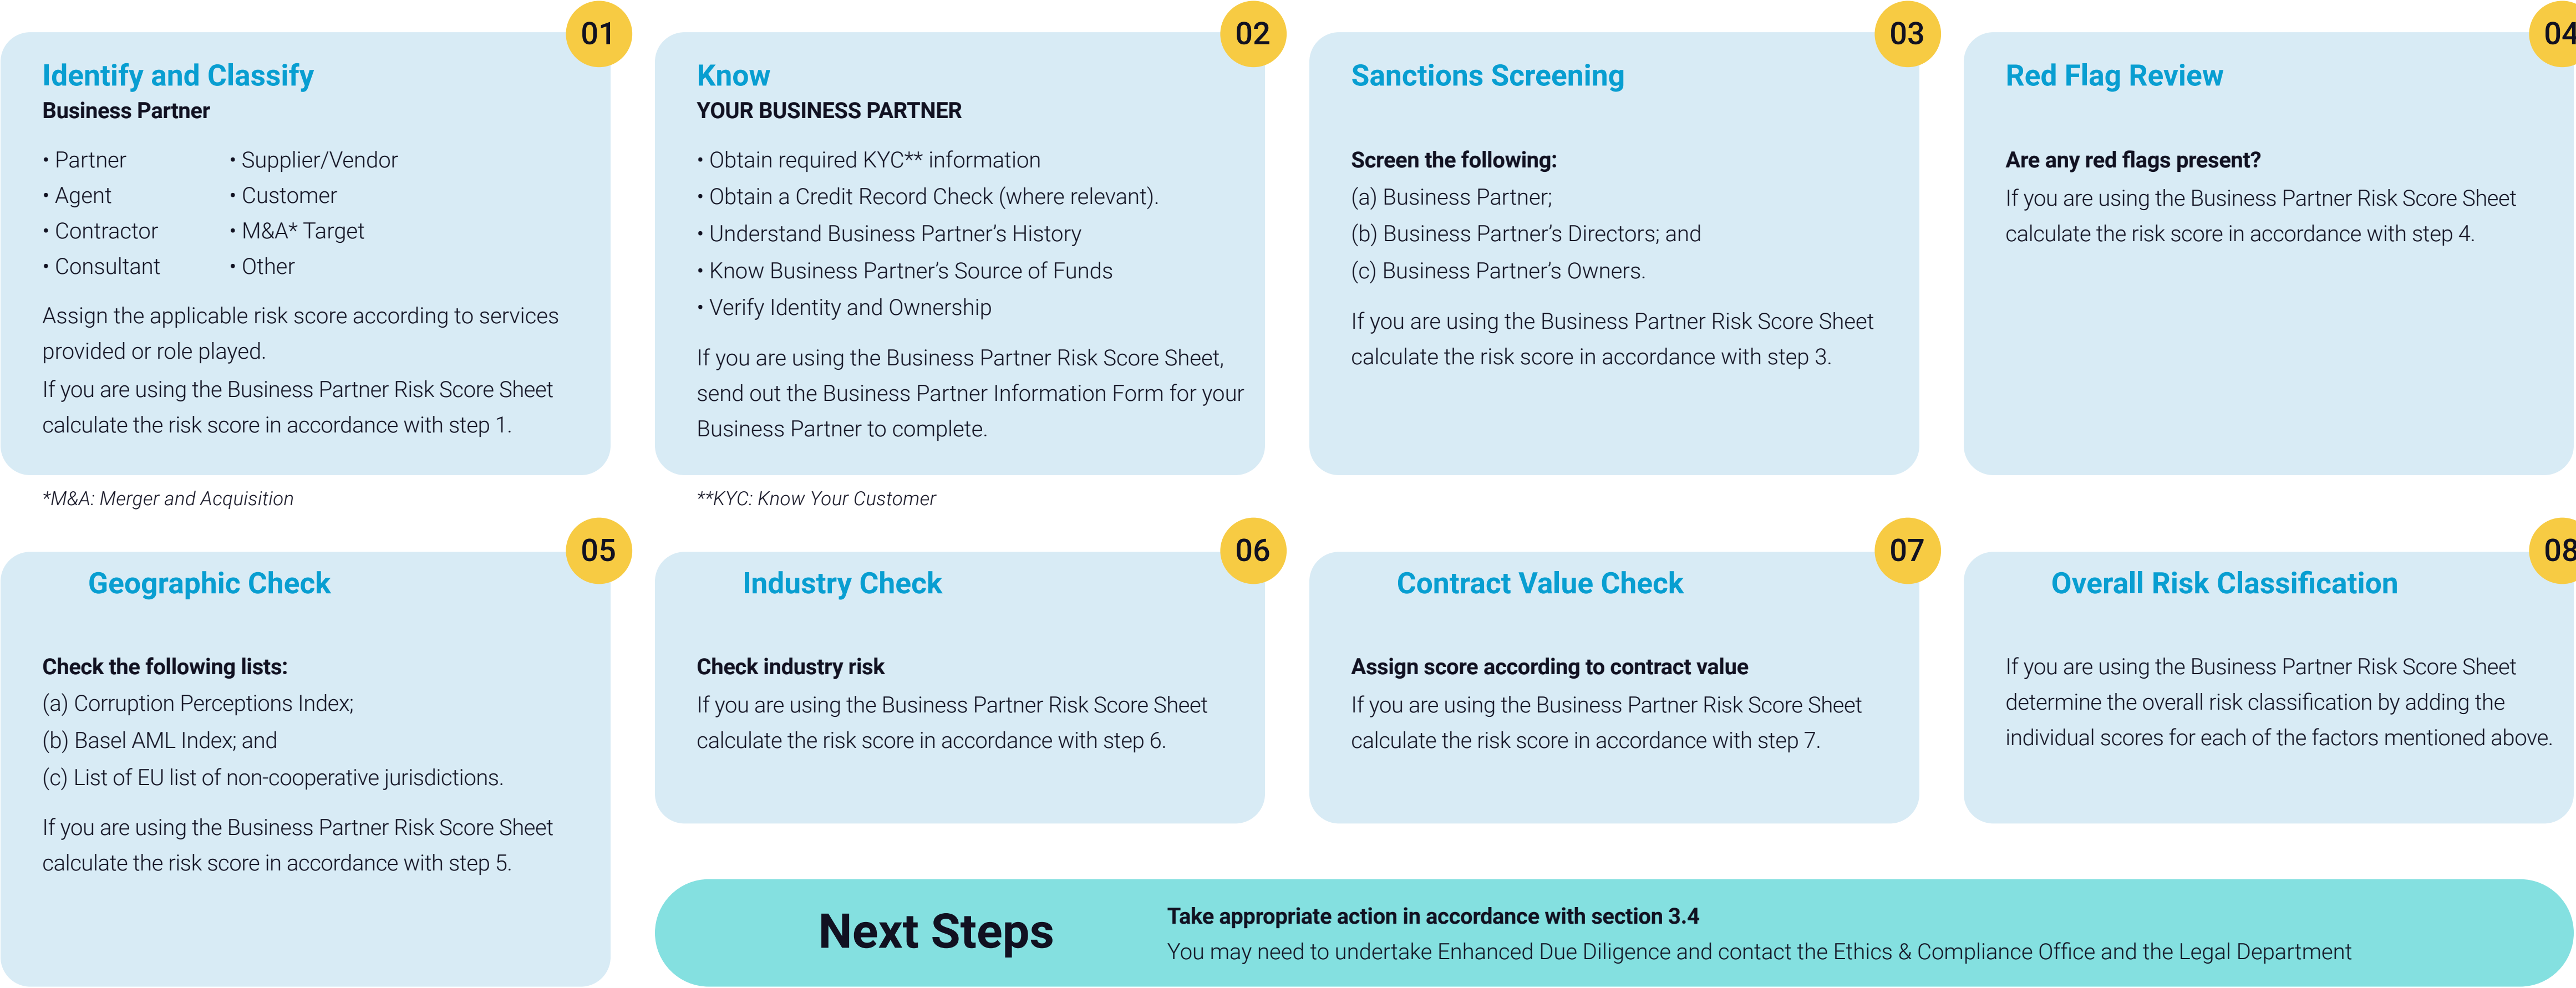 01
Identify and Classify
Business Partner
• Partner
• Agent
• Contractor
• Consultant
• Supplier/Vendor
• Customer
• M&A* Target
• Other
Assign the applicable risk score according to services
provided or role played.
If you are using the Business Partner Risk Score Sheet
calculate the risk score in accordance with step 1.
*M&A: Merger and Acquisition
02
Know
YOUR BUSINESS PARTNER
• Obtain required KYC** information
• Obtain a Credit Record Check (where relevant).
• Understand Business Partner’s History
• Know Business Partner’s Source of Funds
• Verify Identity and Ownership
If you are using the Business Partner Risk Score Sheet,
send out the Business Partner Information Form for your
Business Partner to complete.
**KYC: Know Your Customer
03
Sanctions Screening
Screen the following:
(a) Business Partner;
(b) Business Partner’s Directors; and
(c) Business Partner’s Owners.
If you are using the Business Partner Risk Score Sheet
calculate the risk score in accordance with step 3.
04
Red Flag Review
Are any red flags present?
If you are using the Business Partner Risk Score Sheet
calculate the risk score in accordance with step 4.
05
Geographic Check
Check the following lists:
(a) Corruption Perceptions Index;
(b) Basel AML Index; and
(c) List of EU list of non-cooperative jurisdictions.
If you are using the Business Partner Risk Score Sheet
calculate the risk score in accordance with step 5.
06
Industry Check
Check industry risk
If you are using the Business Partner Risk Score Sheet
calculate the risk score in accordance with step 6.
07
Contract Value Check
Assign score according to contract value
If you are using the Business Partner Risk Score Sheet
calculate the risk score in accordance with step 7.
08
Overall Risk Classification
If you are using the Business Partner Risk Score Sheet
determine the overall risk classification by adding the
individual scores for each of the factors mentioned above.
Next Steps
Take appropriate action in accordance with section 3.4
You may need to undertake Enhanced Due Diligence and contact the Ethics & Compliance Office and the Legal Department